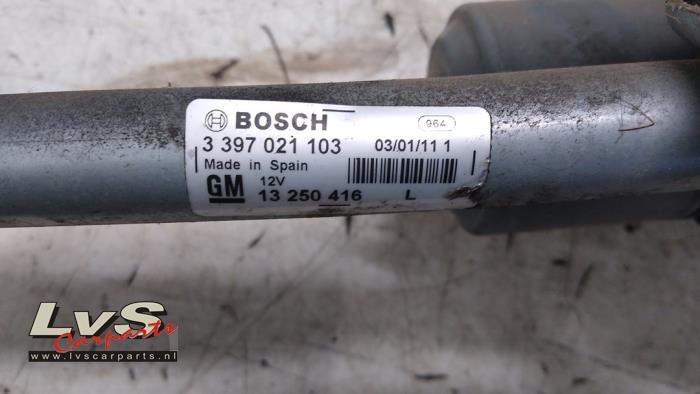 BOSCH 964
3 397 021 103 03/01/11 1
Made in Spain
GM 12V
13 250 416 L
LvS
Carparts
www.lvscarparts.nl